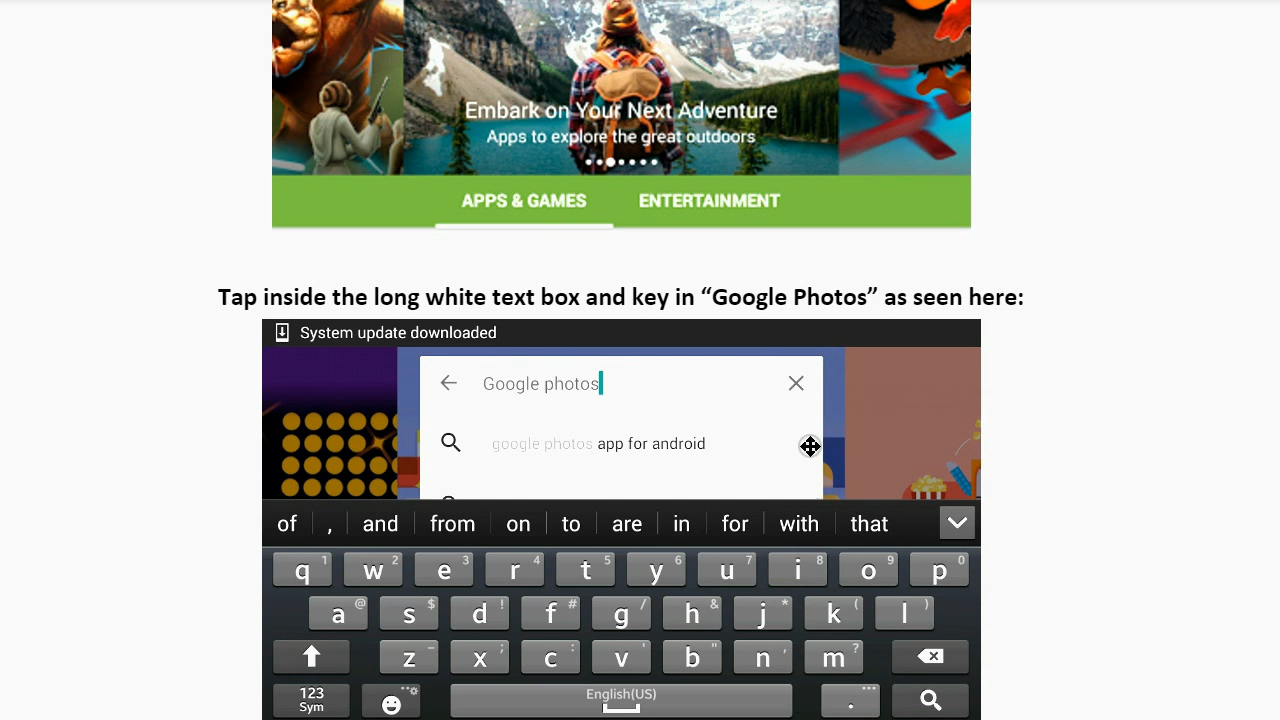 Embark on Your Next Adventure
Apps to explore the great outdoors
APPS & GAMES ENTERTAINMENT
Tap inside the long white text box and key in “Google Photos” as seen here:
System update downloaded
Google photos
google photos app for android
of , and from on to are in for with that
q 1 w 2 e 3 r 4 t 5 y 6 u 7 i 8 o 9 p 0
a @ s $ d ! f # g / h & j * k ( l )
z - x ; c : v ' b " n , m ?
123 Sym English(US) .